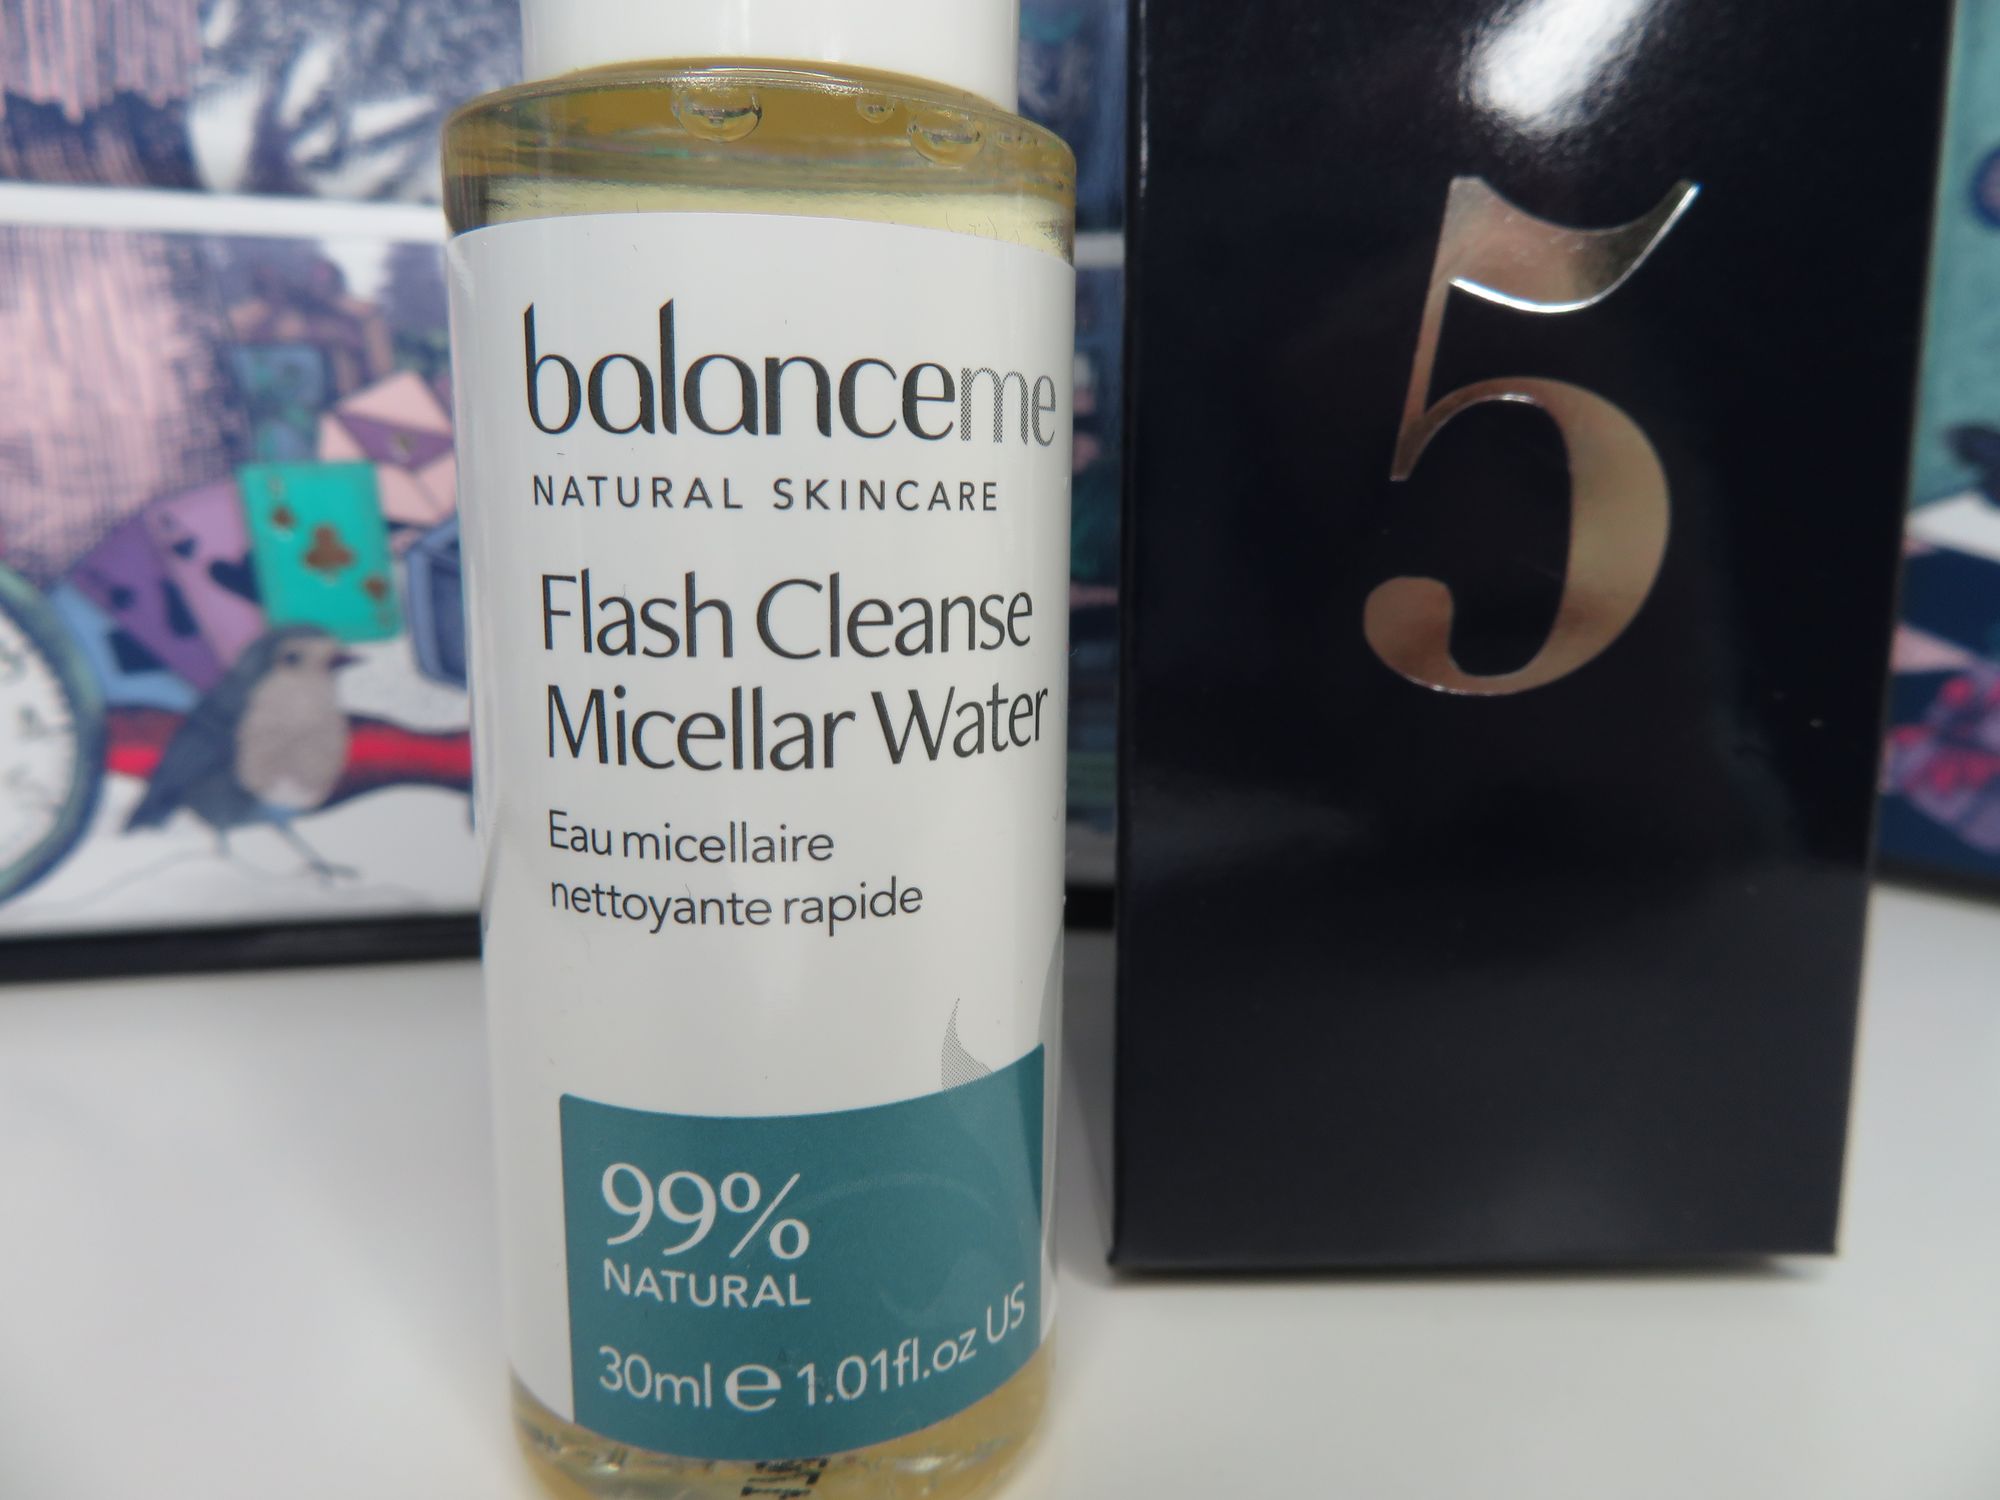 balanceme
NATURAL SKINCARE
Flash Cleanse
Micellar Water
Eau micellaire
nettoyante rapide
99%
NATURAL
30ml e 1.01fl.oz US
5